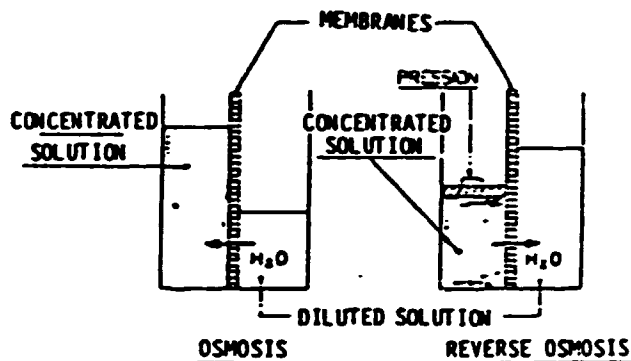 MEMBRANES
PRESSION
CONCENTRATED
SOLUTION
CONCENTRATED
SOLUTION
H₂O
H₂O
DILUTED SOLUTION
OSMOSIS
REVERSE OSMOSIS